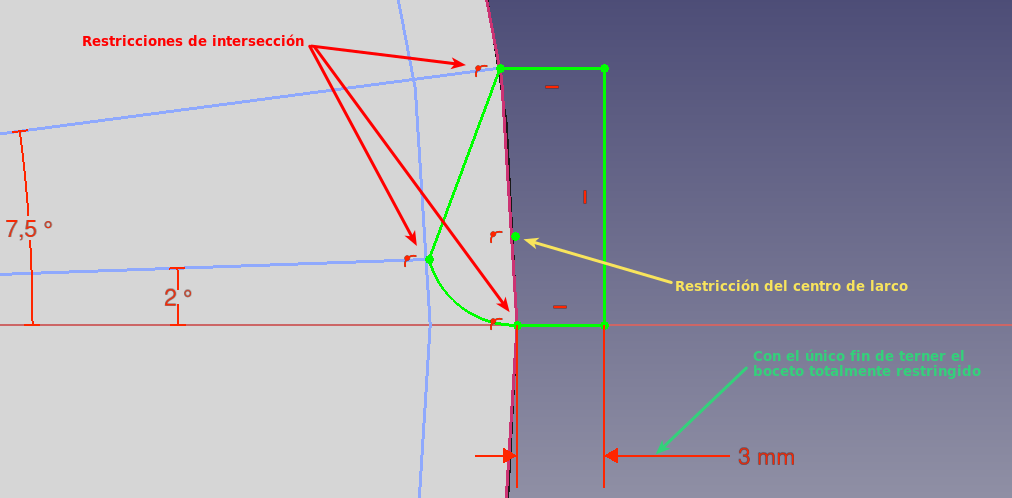 Restricciones de intersección
7,5 °
2 °
Restricción del centro de larco
Con el único fin de terner el
boceto totalmente restringido
3 mm